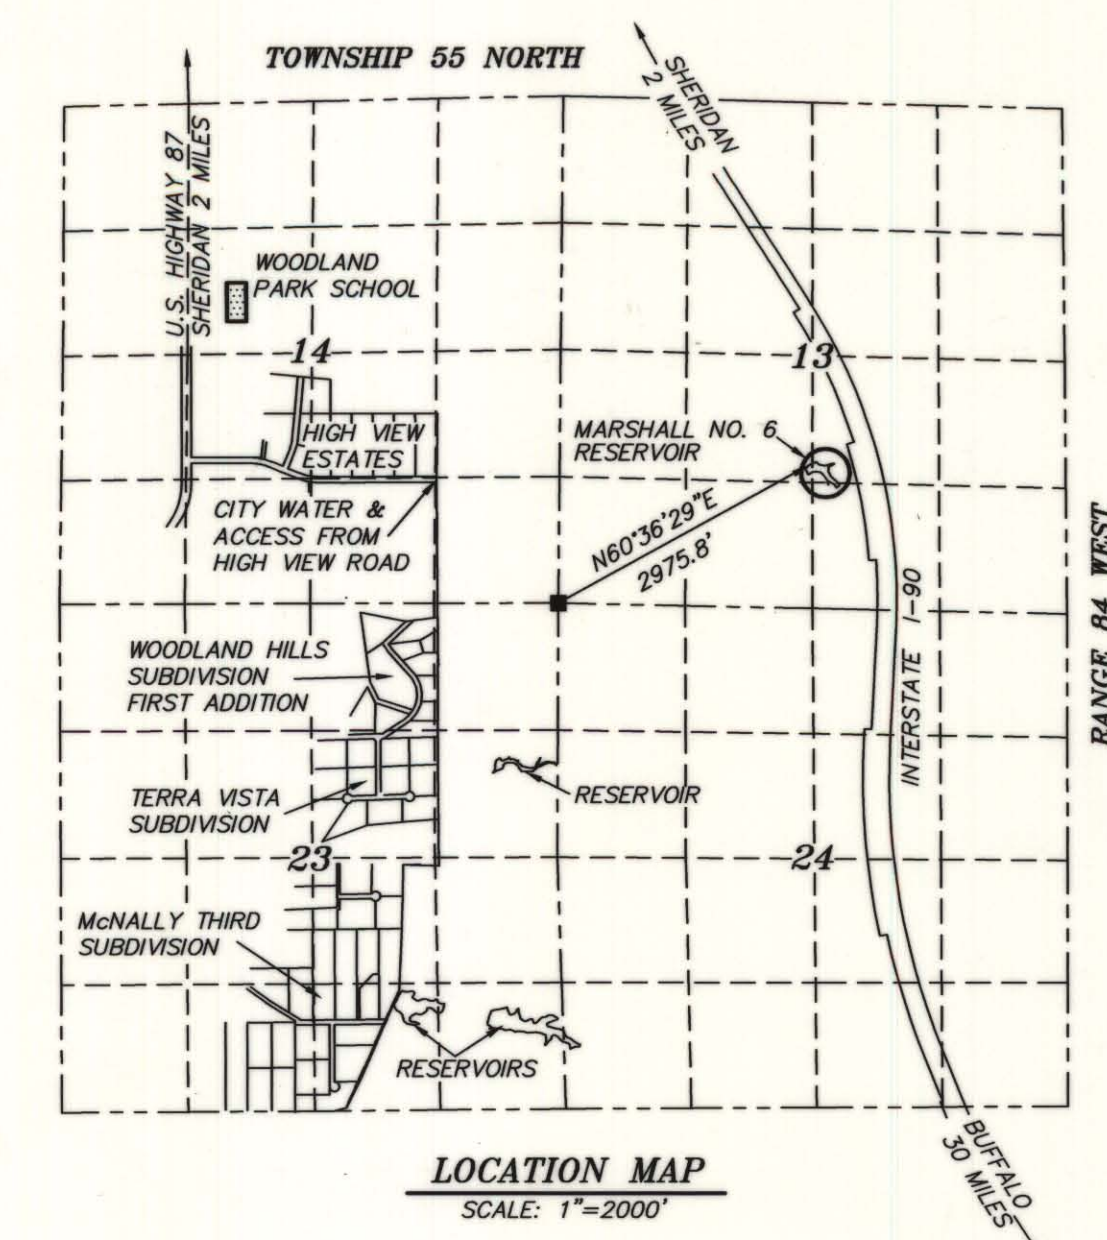 TOWNSHIP 55 NORTH
SHERIDAN
2 MILES
U.S. HIGHWAY 87
SHERIDAN 2 MILES
WOODLAND
PARK SCHOOL
14
13
HIGH VIEW
ESTATES
MARSHALL NO. 6
RESERVOIR
CITY WATER &
ACCESS FROM
HIGH VIEW ROAD
N60°36'29"E
2975.8'
RANGE 84 WEST
INTERSTATE I-90
WOODLAND HILLS
SUBDIVISION
FIRST ADDITION
RESERVOIR
TERRA VISTA
SUBDIVISION
23
24
McNALLY THIRD
SUBDIVISION
RESERVOIRS
BUFFALO
30 MILES
LOCATION MAP
SCALE: 1"=2000'